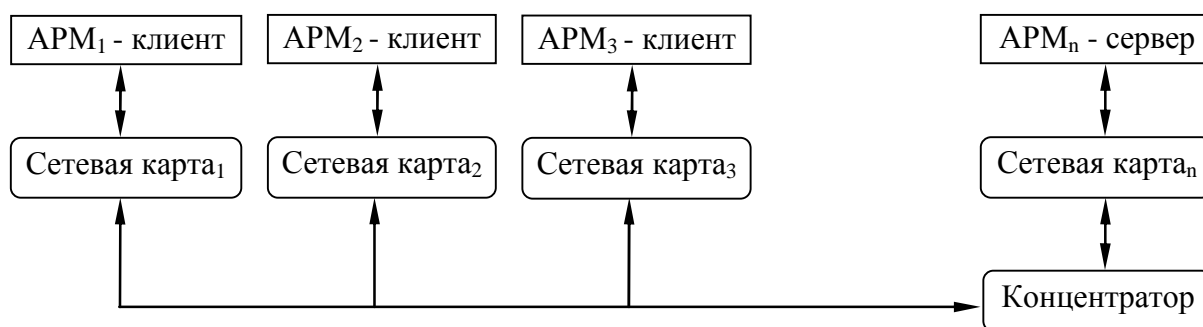 АРМ₁ - клиент АРМ₂ - клиент АРМ₃ - клиент АРМₙ - сервер
Сетевая карта₁ Сетевая карта₂ Сетевая карта₃ Сетевая картаₙ
Концентратор